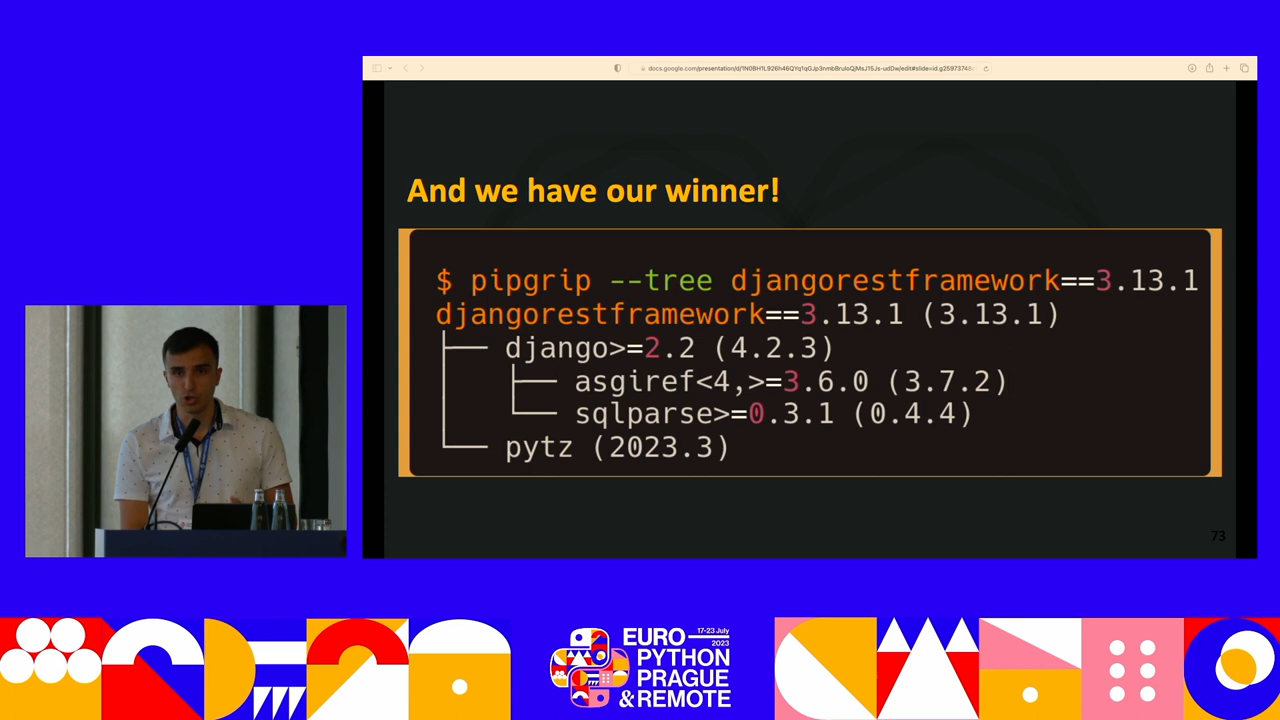 And we have our winner!
$ pipgrip --tree djangorestframework==3.13.1
djangorestframework==3.13.1 (3.13.1)
├── django>=2.2 (4.2.3)
│   ├── asgiref<4,>=3.6.0 (3.7.2)
│   └── sqlparse>=0.3.1 (0.4.4)
└── pytz (2023.3)
73
EURO
17-23 July
2023
PYTHON
PRAGUE
& REMOTE